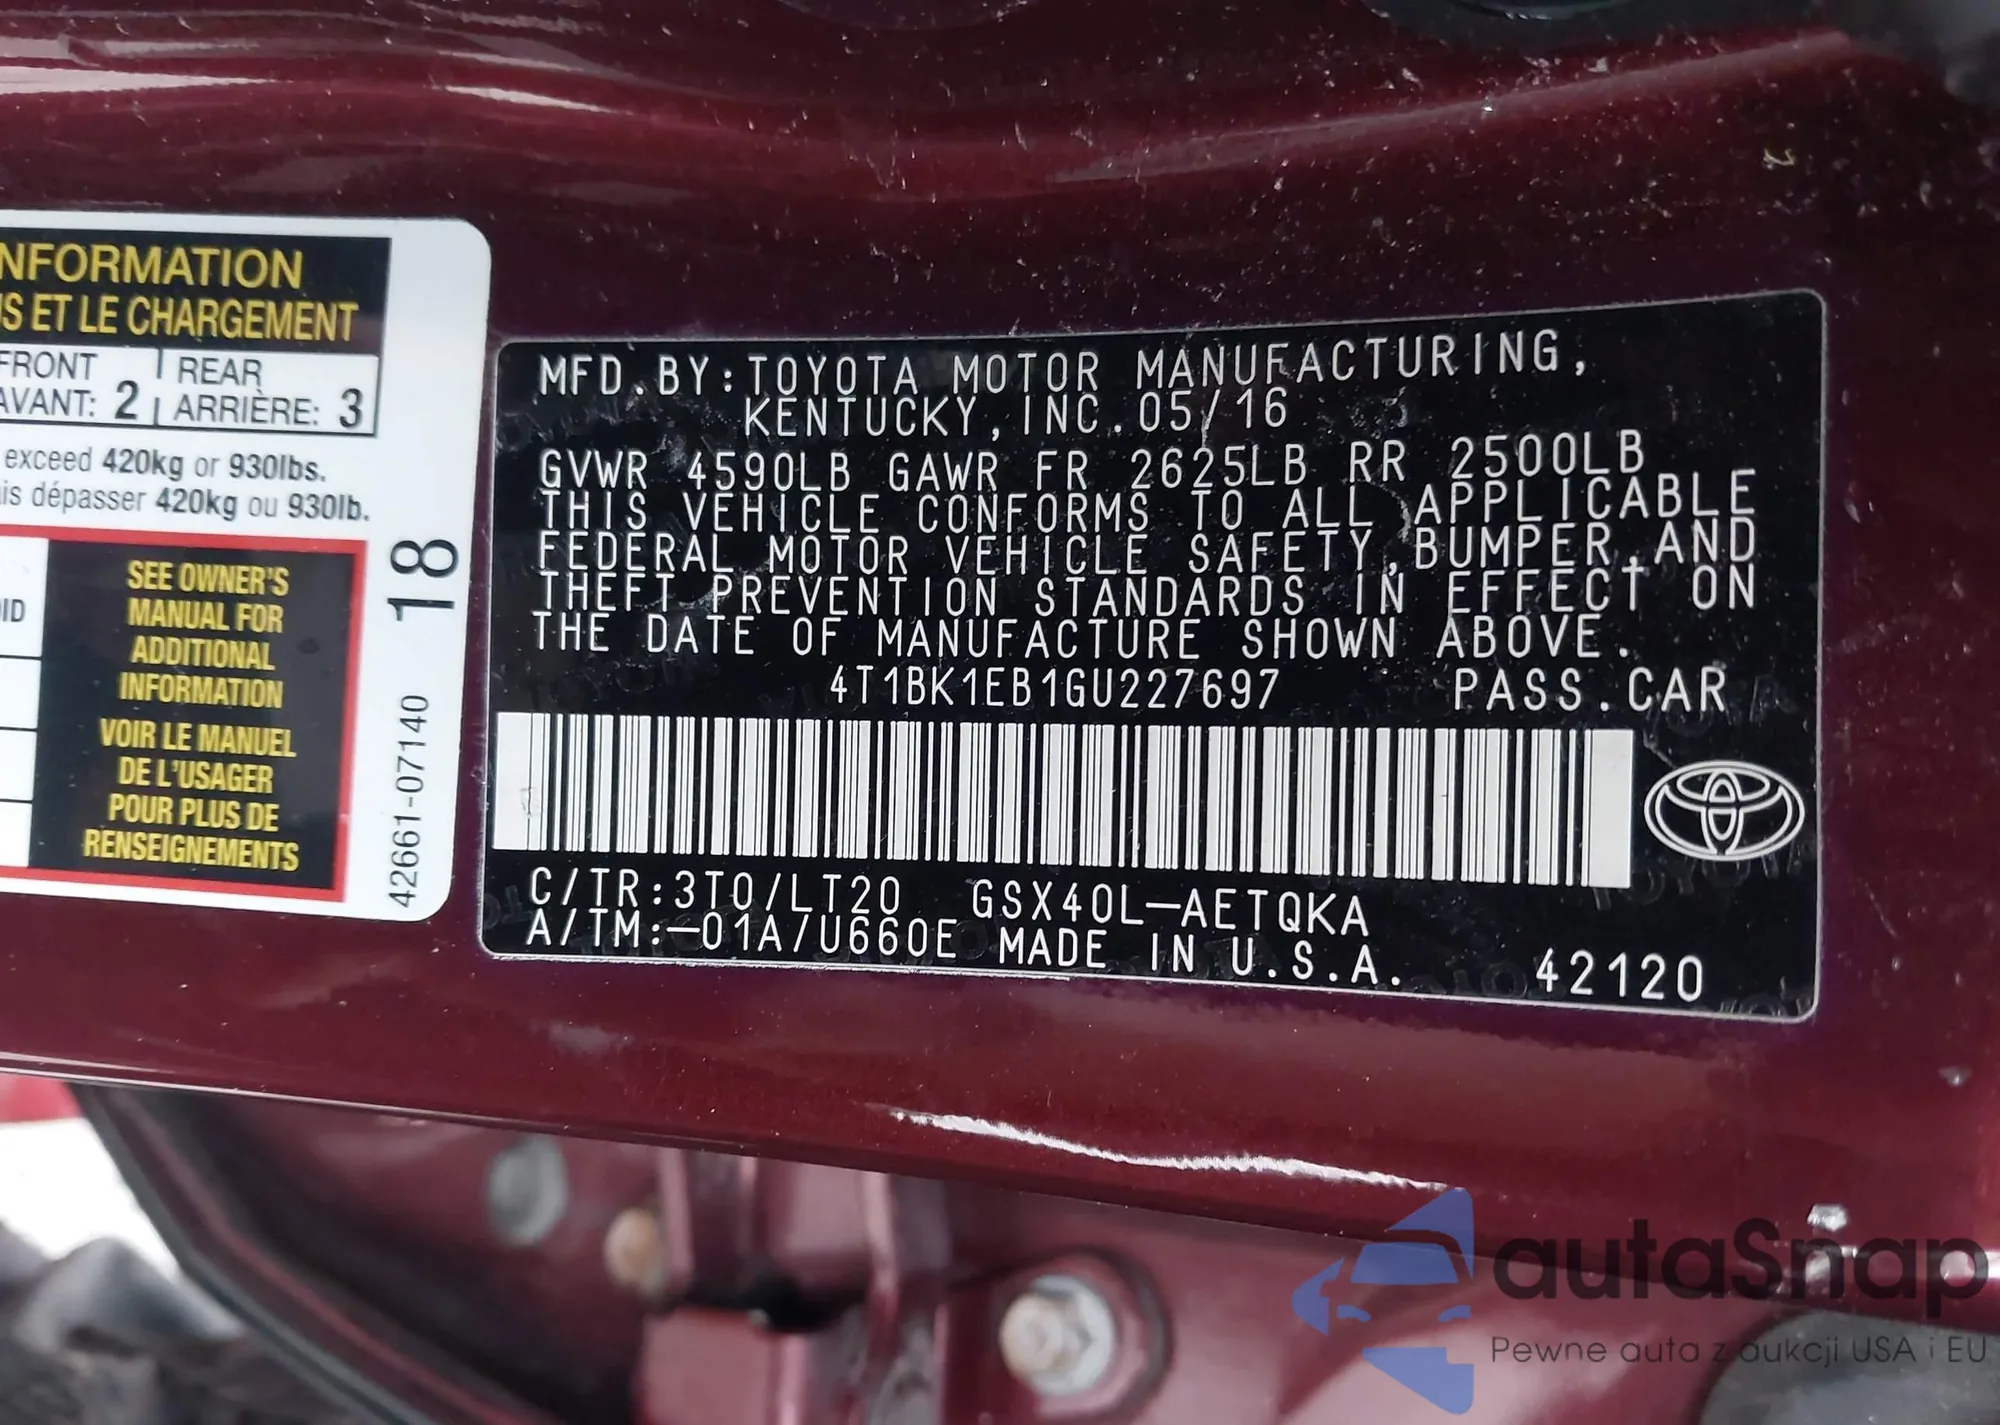 NFORMATION
S ET LE CHARGEMENT
FRONT | REAR
AVANT: 2 | ARRIÈRE: 3
exceed 420kg or 930lbs.
is dépasser 420kg ou 930lb.
SEE OWNER'S
MANUAL FOR
ADDITIONAL
INFORMATION
VOIR LE MANUEL
DE L'USAGER
POUR PLUS DE
RENSEIGNEMENTS
18
42661-07140
MFD.BY:TOYOTA MOTOR MANUFACTURING,
KENTUCKY,INC.05/16
GVWR 4590LB GAWR FR 2625LB RR 2500LB
THIS VEHICLE CONFORMS TO ALL APPLICABLE
FEDERAL MOTOR VEHICLE SAFETY,BUMPER,AND
THEFT PREVENTION STANDARDS IN EFFECT ON
THE DATE OF MANUFACTURE SHOWN ABOVE.
4T1BK1EB1GU227697 PASS.CAR
C/TR:3T0/LT20 GSX40L-AETQKA
A/TM:-01A/U660E MADE IN U.S.A. 42120
autoSnap
Pewne auta z aukcji USA i EU